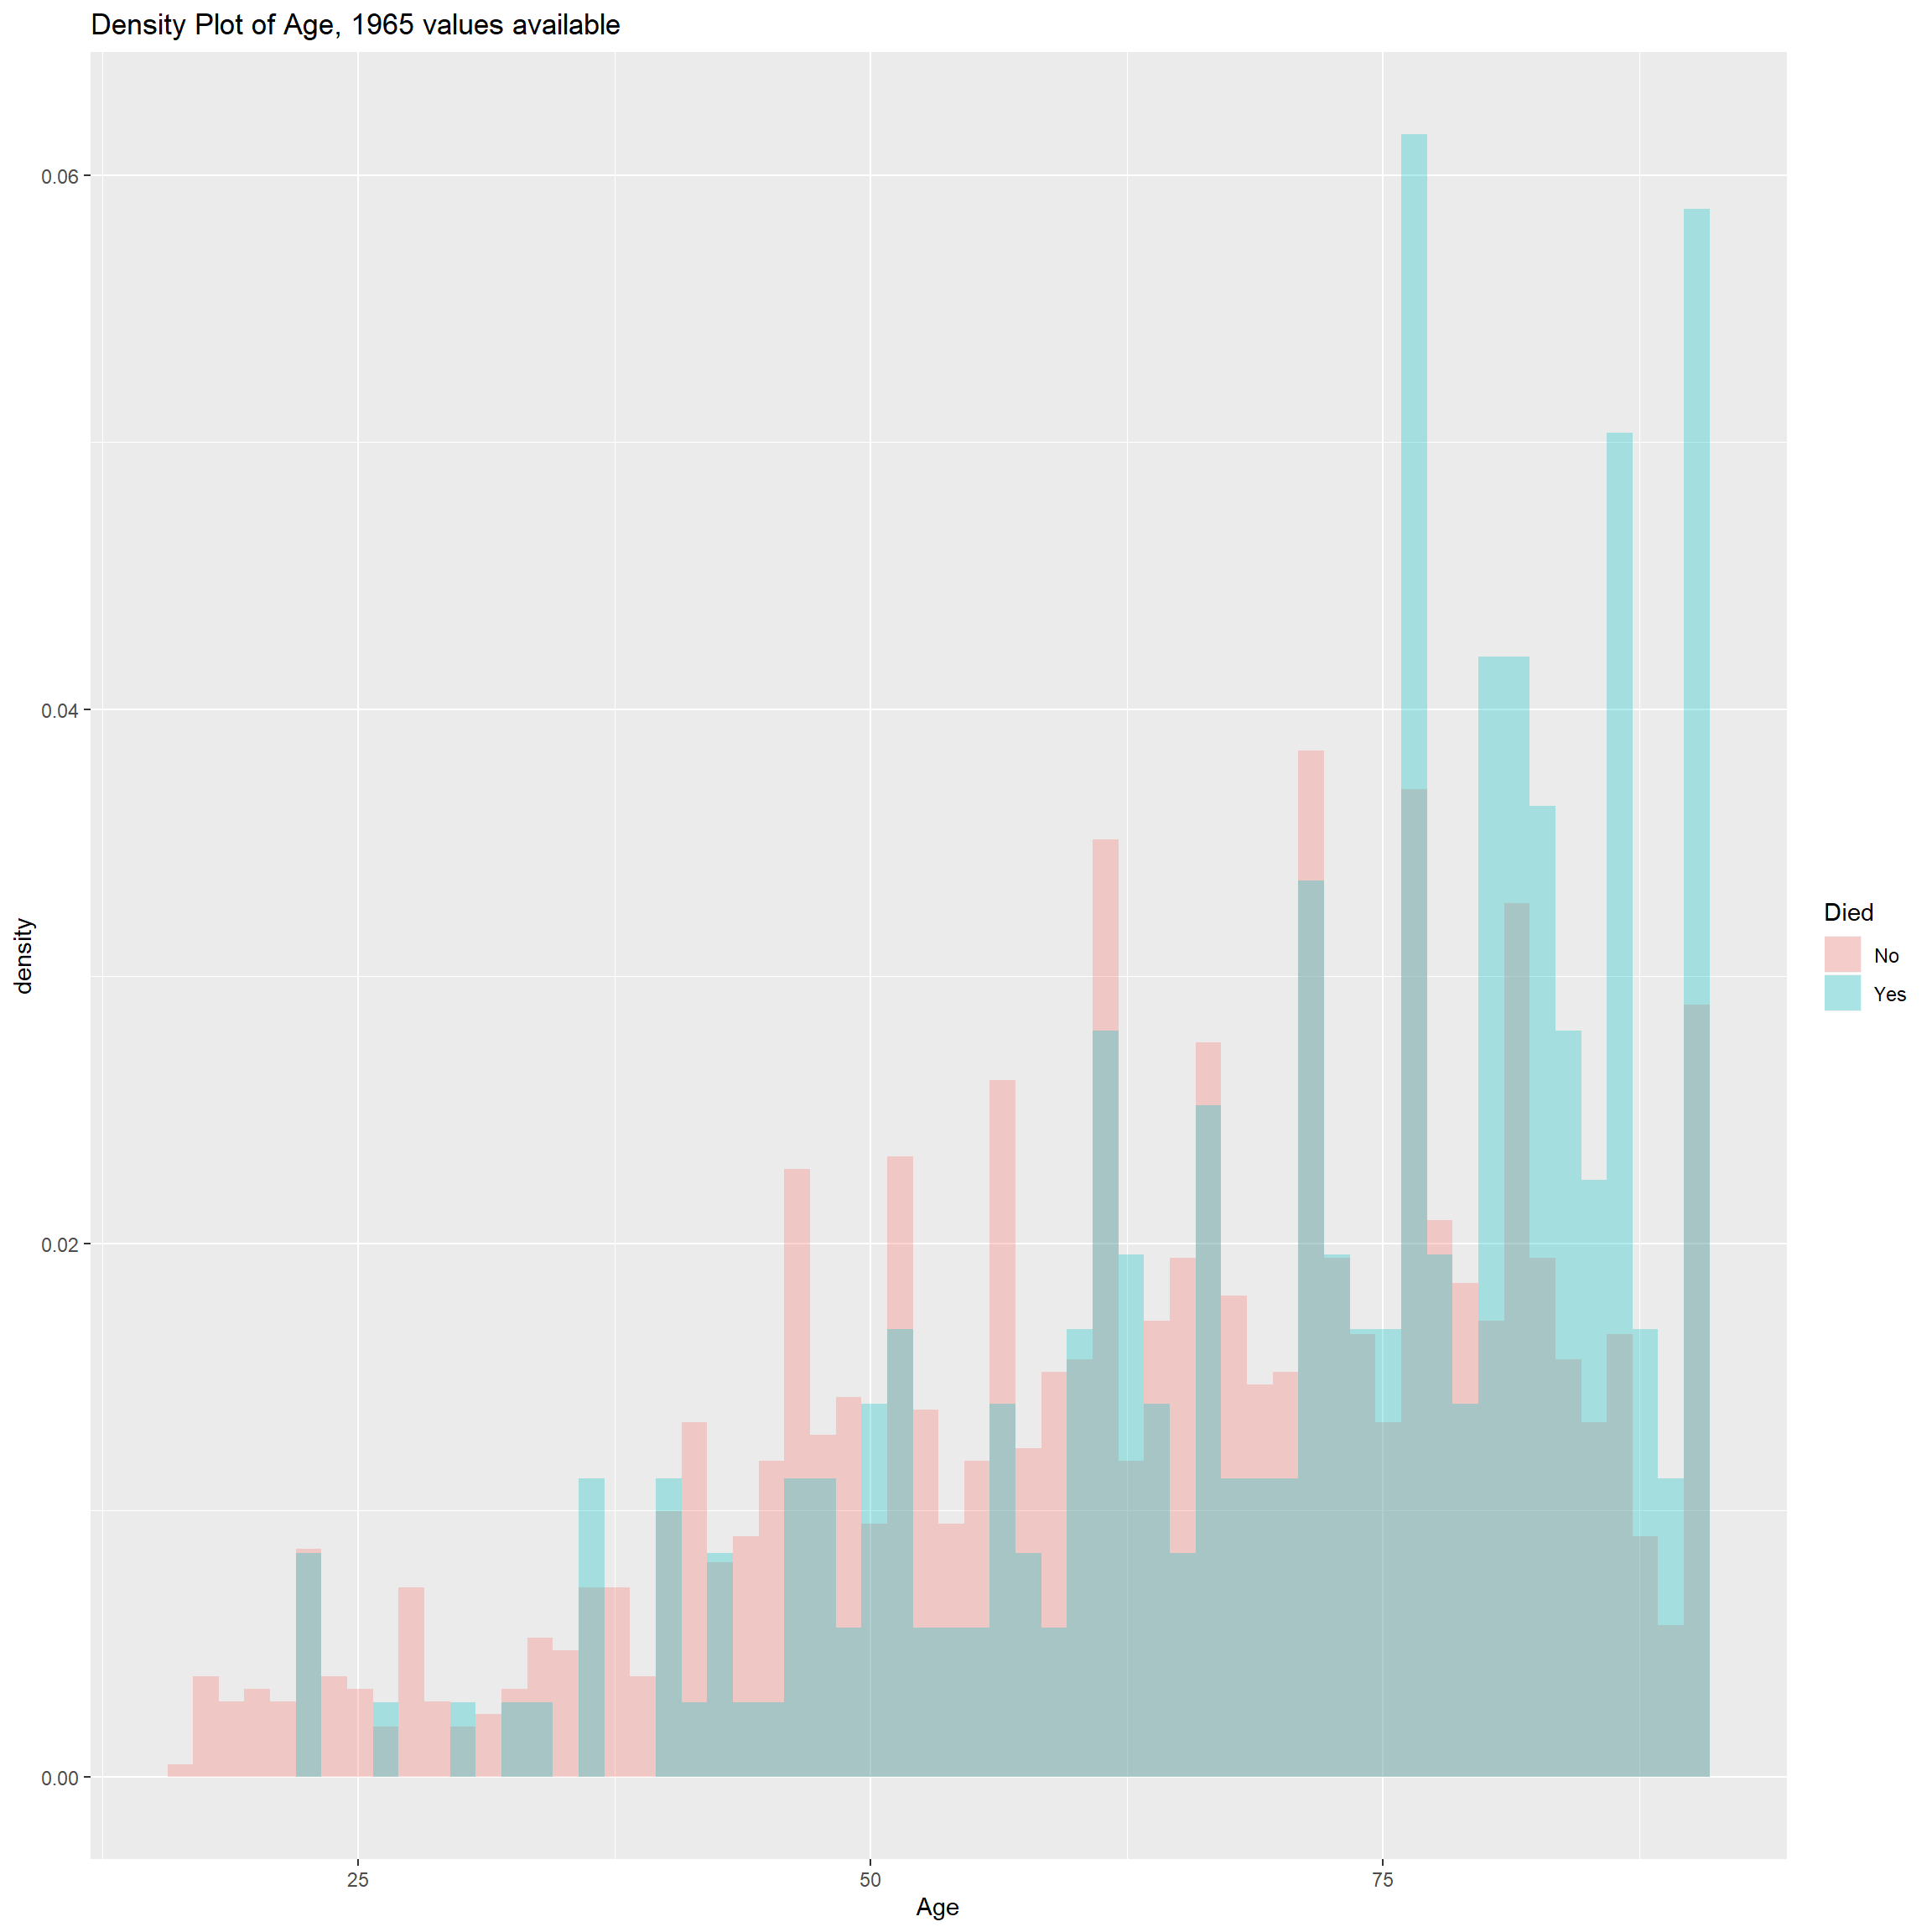 Density Plot of Age, 1965 values available
0.06
0.04
0.02
0.00
density
25
50
75
Age
Died
No
Yes